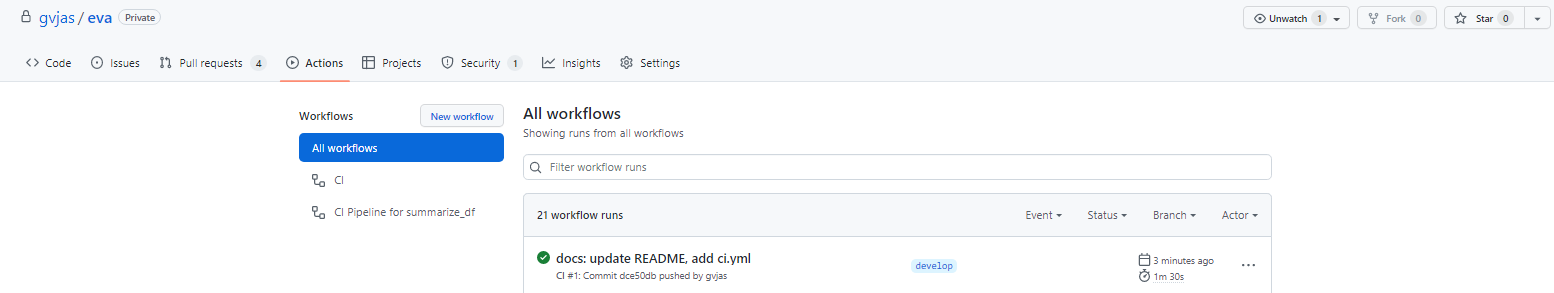 gvjas / eva Private Unwatch 1 Fork 0 Star 0
Code Issues Pull requests 4 Actions Projects Security 1 Insights Settings
Workflows New workflow
All workflows
CI
CI Pipeline for summarize_df
All workflows
Showing runs from all workflows
Filter workflow runs
21 workflow runs Event Status Branch Actor
docs: update README, add ci.yml
CI #1: Commit dce50db pushed by gvjas
develop
3 minutes ago
1m 30s